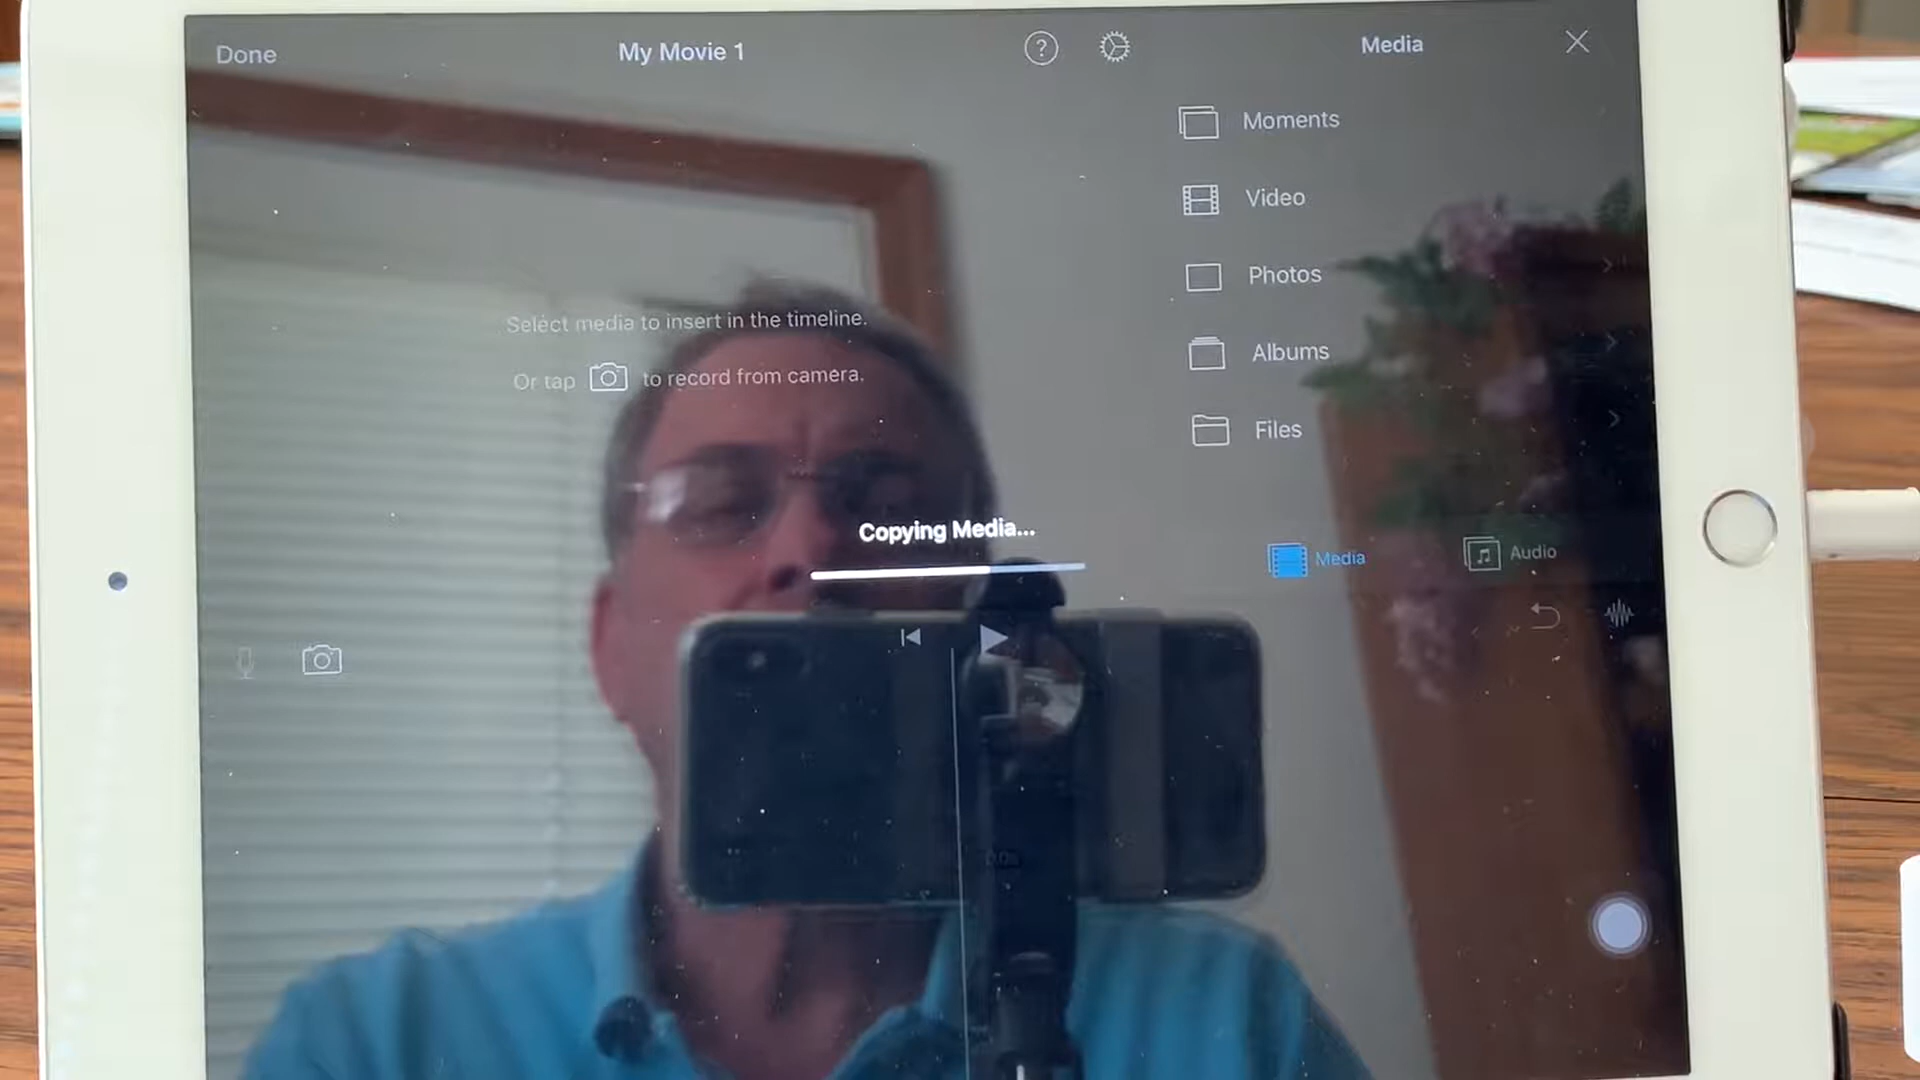 Done
My Movie 1
?
Media
Moments
Video
Photos
Albums
Files
Select media to insert in the timeline.
Or tap to record from camera.
Copying Media...
Media
Audio